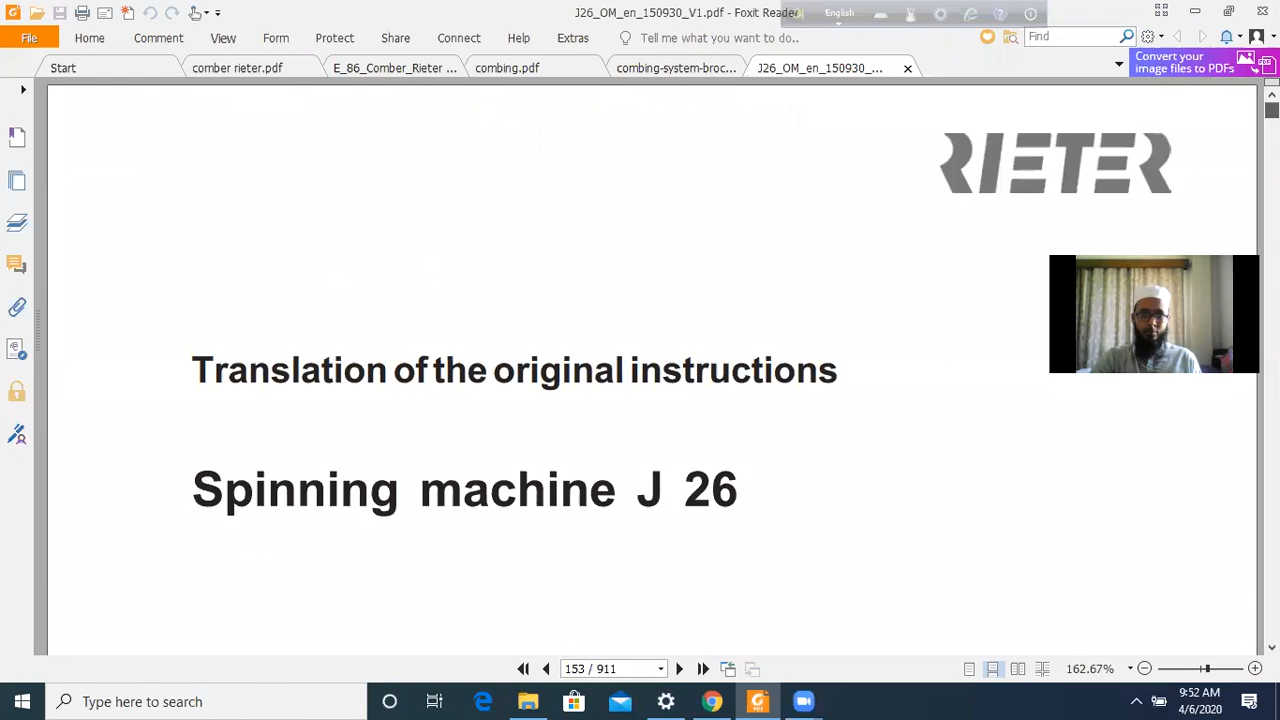 J26_OM_en_150930_V1.pdf - Foxit Reader
English
File
Home
Comment
View
Form
Protect
Share
Connect
Help
Extras
Tell me what you want to do..
Find
Start
comber rieter.pdf
E_86_Comber_Rieter...
combing.pdf
combing-system-broc...
J26_OM_en_150930_...
Convert your
image files to PDFs
RIETER
Translation of the original instructions
Spinning machine J 26
153 / 911
162.67%
Type here to search
9:52 AM
4/6/2020